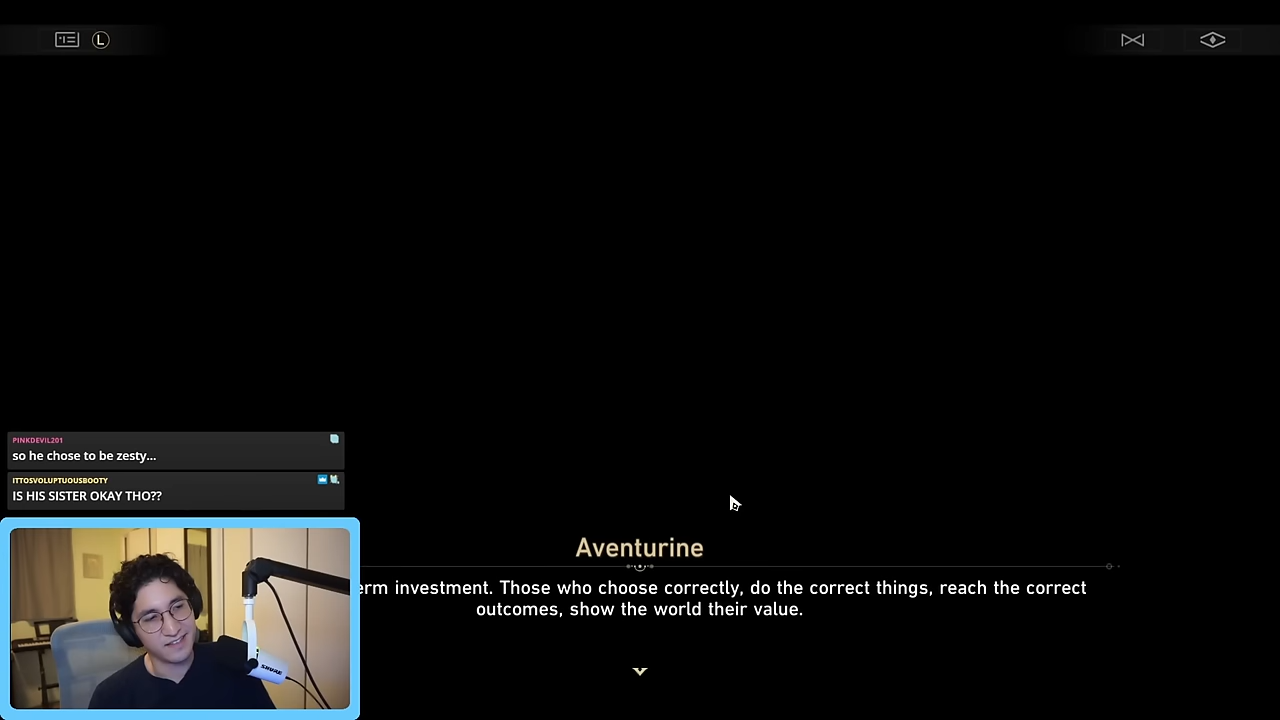 L
PINKDEVIL201
so he chose to be zesty...
ITTOSVOLUPTUOUSBOOTY
IS HIS SISTER OKAY THO??
Aventurine
erm investment. Those who choose correctly, do the correct things, reach the correct
outcomes, show the world their value.
SHURE